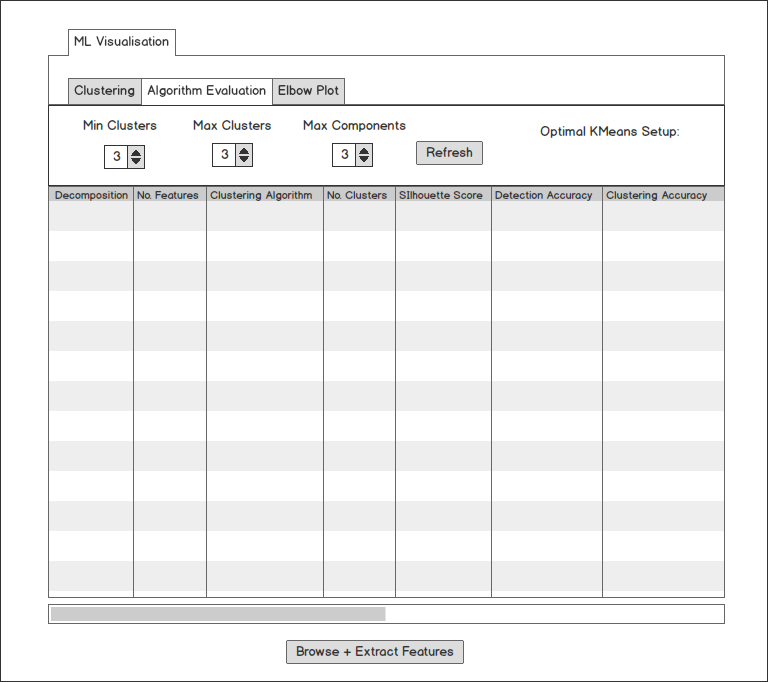 ML Visualisation
Clustering Algorithm Evaluation Elbow Plot
Min Clusters Max Clusters Max Components Optimal KMeans Setup:
3 3 3 Refresh
Decomposition No. Features Clustering Algorithm No. Clusters SIlhouette Score Detection Accuracy Clustering Accuracy
Browse + Extract Features